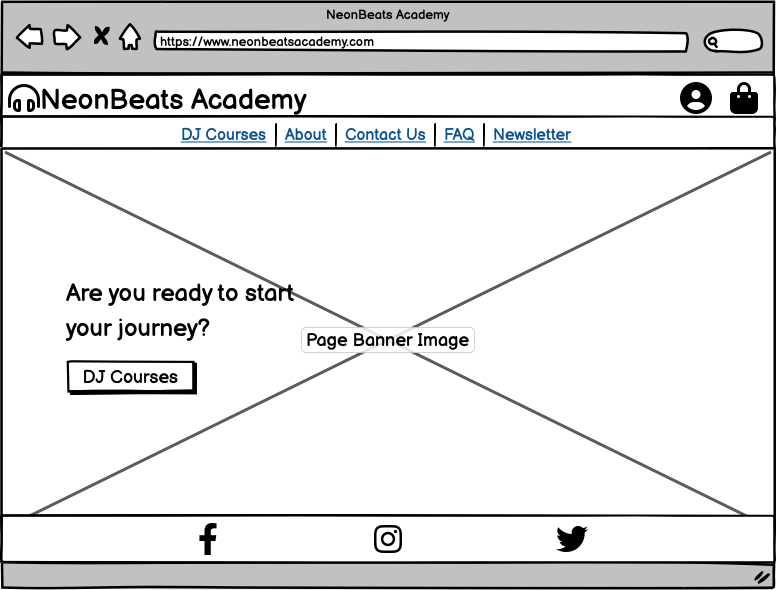 NeonBeats Academy
https://www.neonbeatsacademy.com
NeonBeats Academy
DJ Courses About Contact Us FAQ Newsletter
Are you ready to start
your journey?
Page Banner Image
DJ Courses